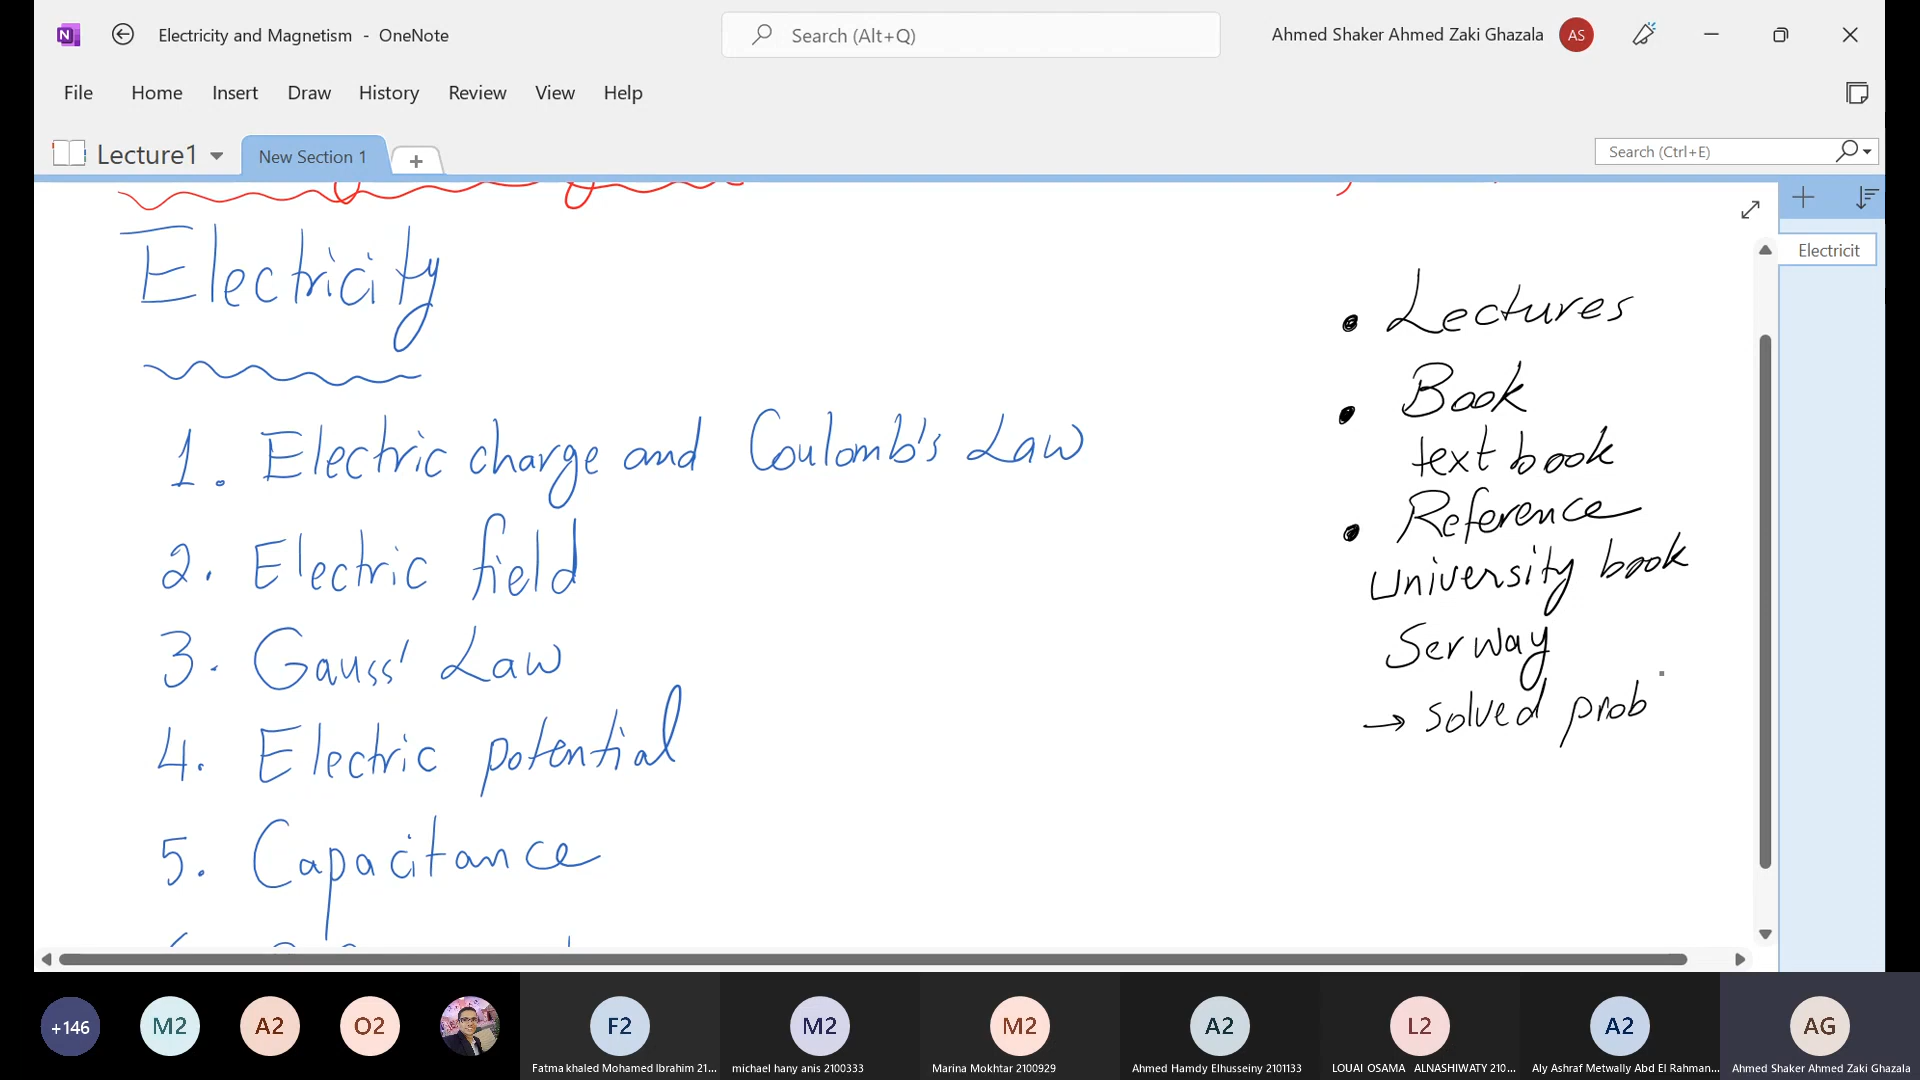 Electricity and Magnetism - OneNote
Search (Alt+Q)
Ahmed Shaker Ahmed Zaki Ghazala
AS
File Home Insert Draw History Review View Help
Lecture1
New Section 1
+
Search (Ctrl+E)
Electricit
Electricity
1. Electric charge and Coulomb's Law
2. Electric field
3. Gauss' Law
4. Electric potential
5. Capacitance
• Lectures
• Book
text book
• Reference
University book
Serway
→ solved prob
+146
M2
A2
O2
F2
Fatma khaled Mohamed Ibrahim 21...
M2
michael hany anis 2100333
M2
Marina Mokhtar 2100929
A2
Ahmed Hamdy Elhusseiny 2101133
L2
LOUAI OSAMA ALNASHIWATY 210...
A2
Aly Ashraf Metwally Abd El Rahman...
AG
Ahmed Shaker Ahmed Zaki Ghazala